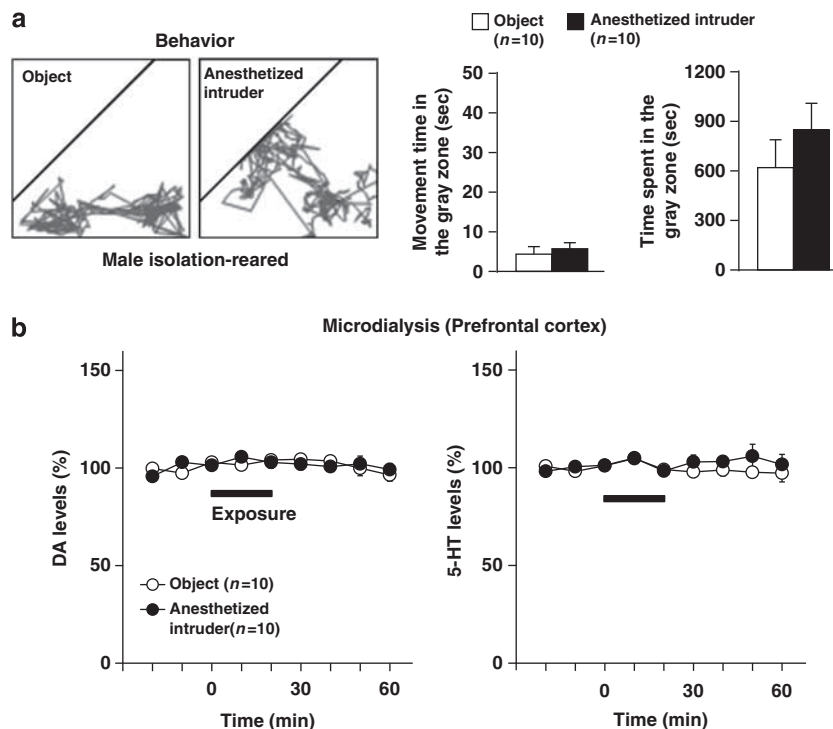 a
Behavior
Object
Anesthetized
intruder
Male isolation-reared
Object
(n=10)
Anesthetized intruder
(n=10)
Movement time in
the gray zone (sec)
50
40
30
20
10
0
Time spent in the
gray zone (sec)
1200
900
600
300
0
b
Microdialysis (Prefrontal cortex)
DA levels (%)
150
100
50
0
Exposure
Object (n=10)
Anesthetized
intruder(n=10)
0
30
60
Time (min)
5-HT levels (%)
150
100
50
0
0
30
60
Time (min)